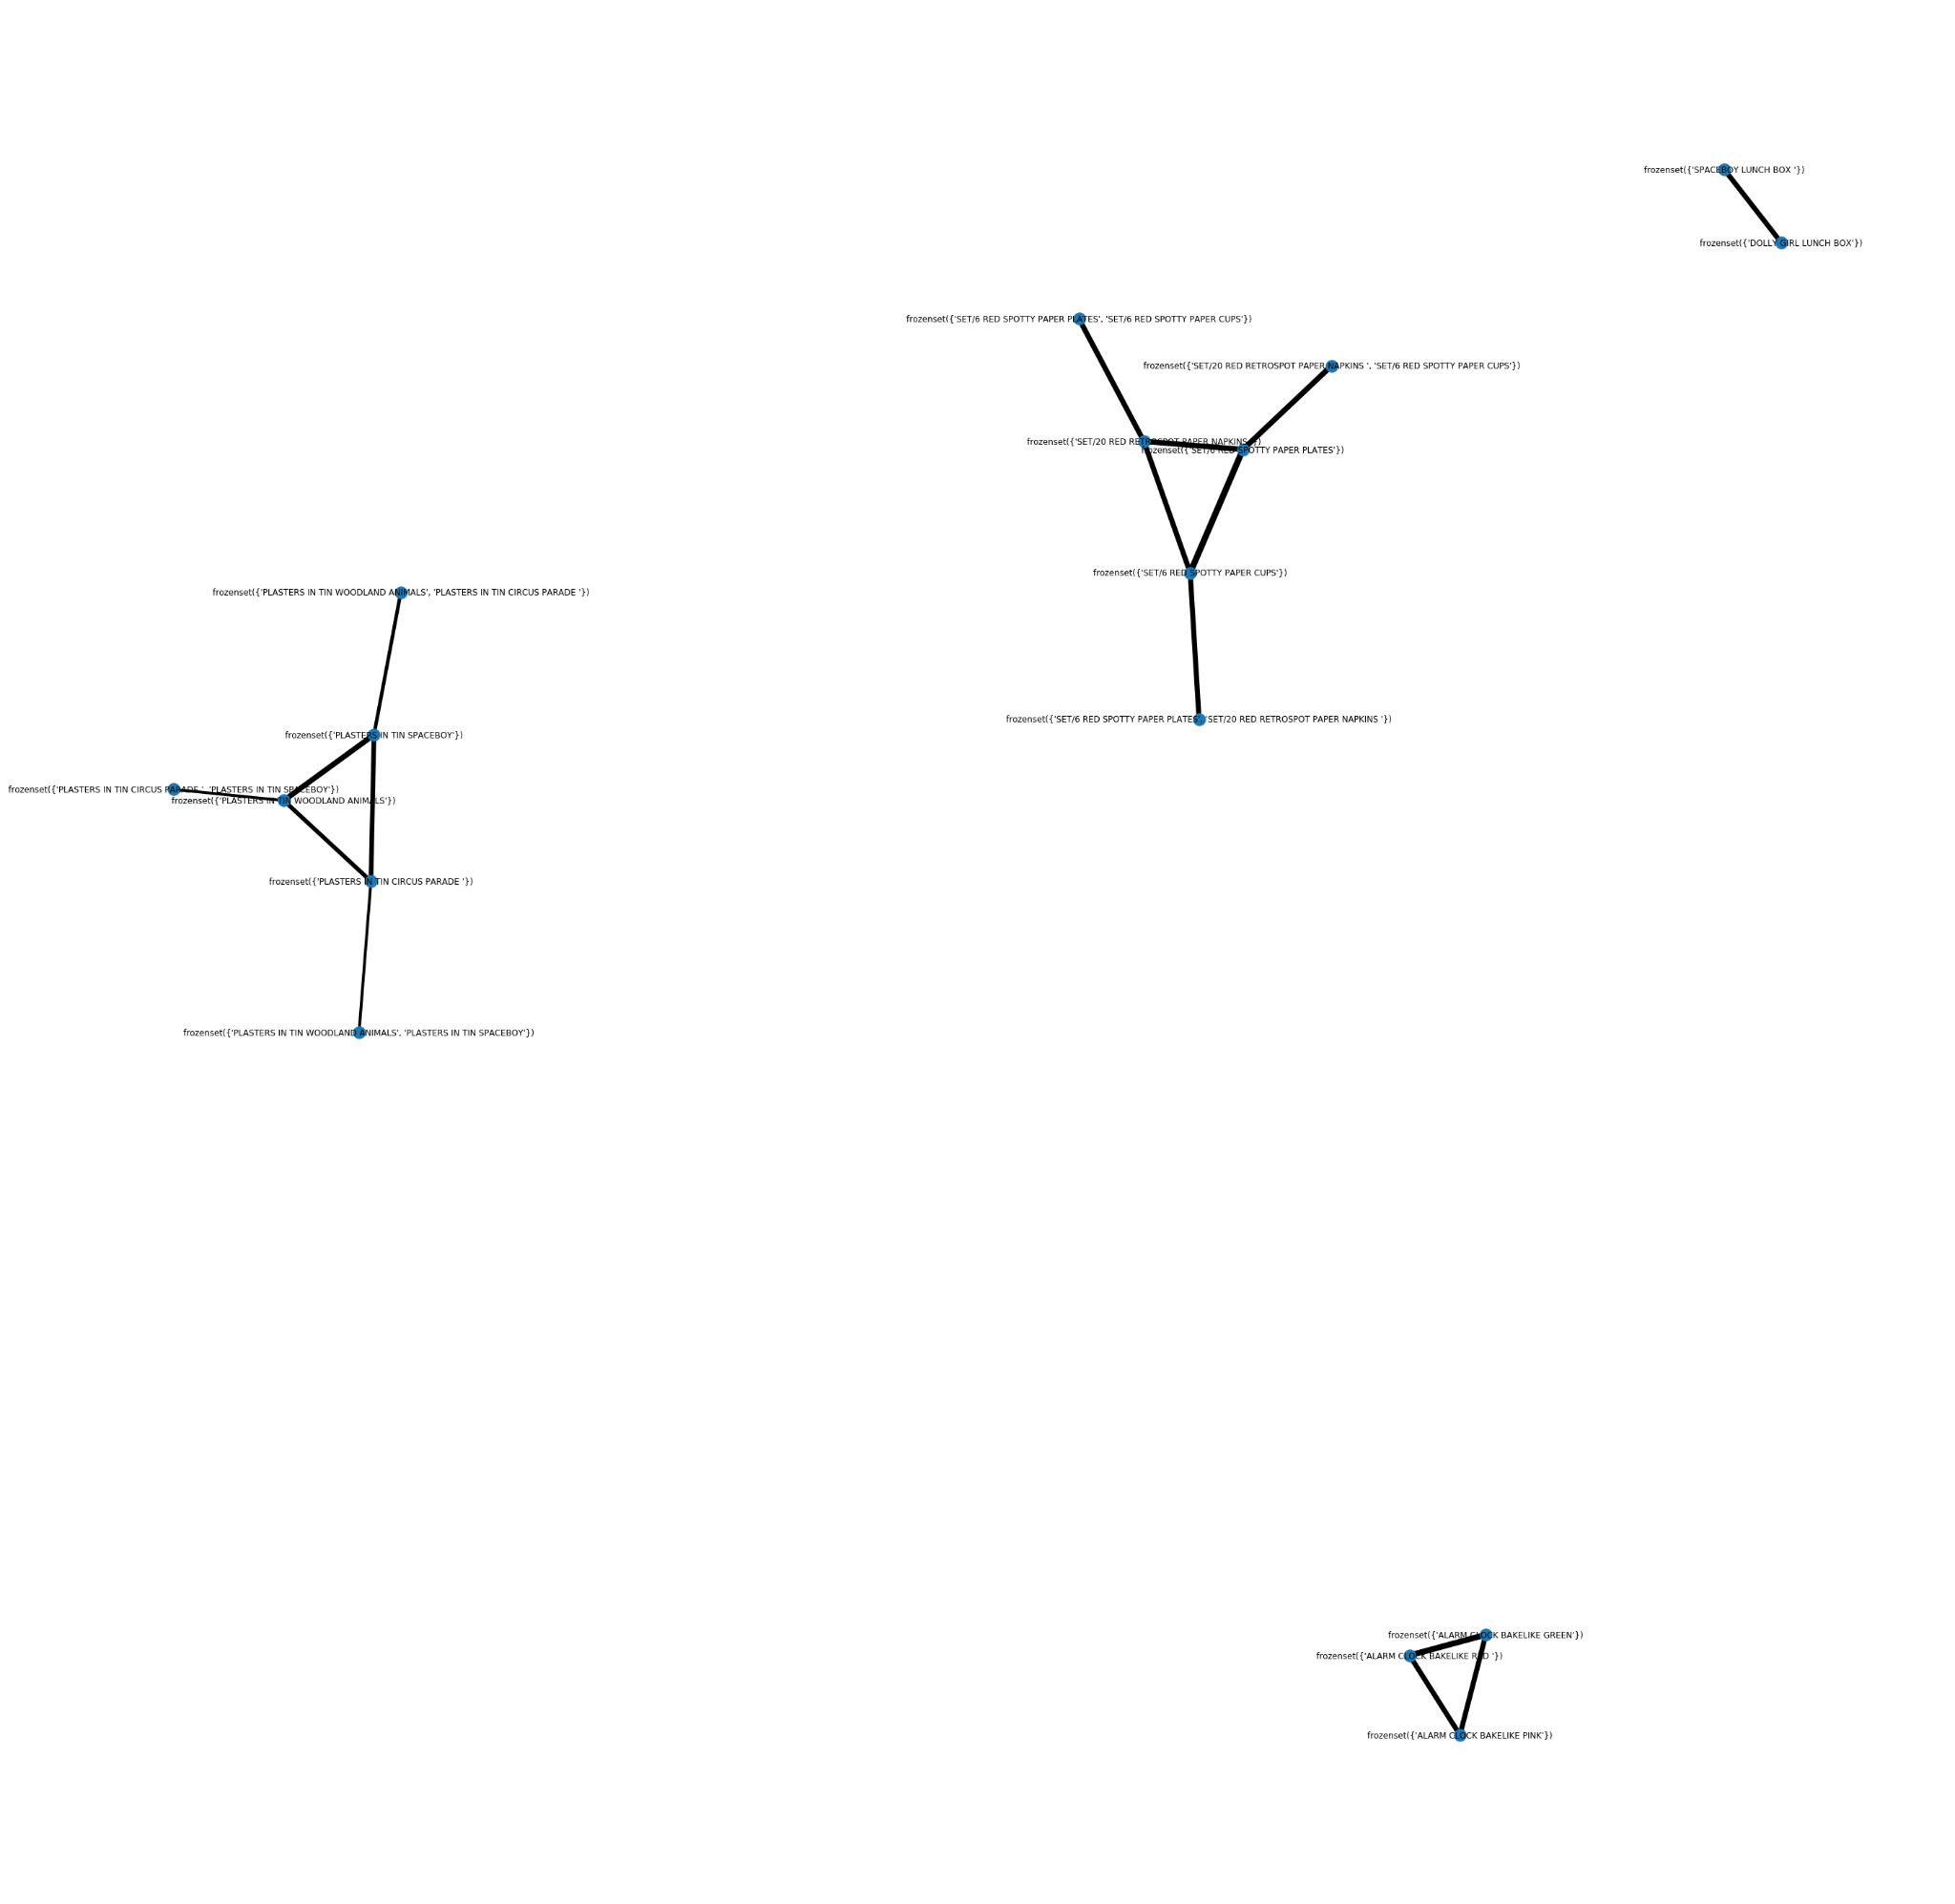 frozenset({'SPACEBOY LUNCH BOX '})
frozenset({'DOLLY GIRL LUNCH BOX'})
frozenset({'SET/6 RED SPOTTY PAPER PLATES', 'SET/6 RED SPOTTY PAPER CUPS'})
frozenset({'SET/20 RED RETROSPOT PAPER NAPKINS ', 'SET/6 RED SPOTTY PAPER CUPS'})
frozenset({'SET/20 RED RETROSPOT PAPER NAPKINS '})
frozenset({'SET/6 RED SPOTTY PAPER PLATES'})
frozenset({'SET/6 RED SPOTTY PAPER CUPS'})
frozenset({'PLASTERS IN TIN WOODLAND ANIMALS', 'PLASTERS IN TIN CIRCUS PARADE '})
frozenset({'SET/6 RED SPOTTY PAPER PLATES', 'SET/20 RED RETROSPOT PAPER NAPKINS '})
frozenset({'PLASTERS IN TIN SPACEBOY'})
frozenset({'PLASTERS IN TIN CIRCUS PARADE ', 'PLASTERS IN TIN SPACEBOY'})
frozenset({'PLASTERS IN TIN WOODLAND ANIMALS'})
frozenset({'PLASTERS IN TIN CIRCUS PARADE '})
frozenset({'PLASTERS IN TIN WOODLAND ANIMALS', 'PLASTERS IN TIN SPACEBOY'})
frozenset({'ALARM CLOCK BAKELIKE GREEN'})
frozenset({'ALARM CLOCK BAKELIKE RED '})
frozenset({'ALARM CLOCK BAKELIKE PINK'})